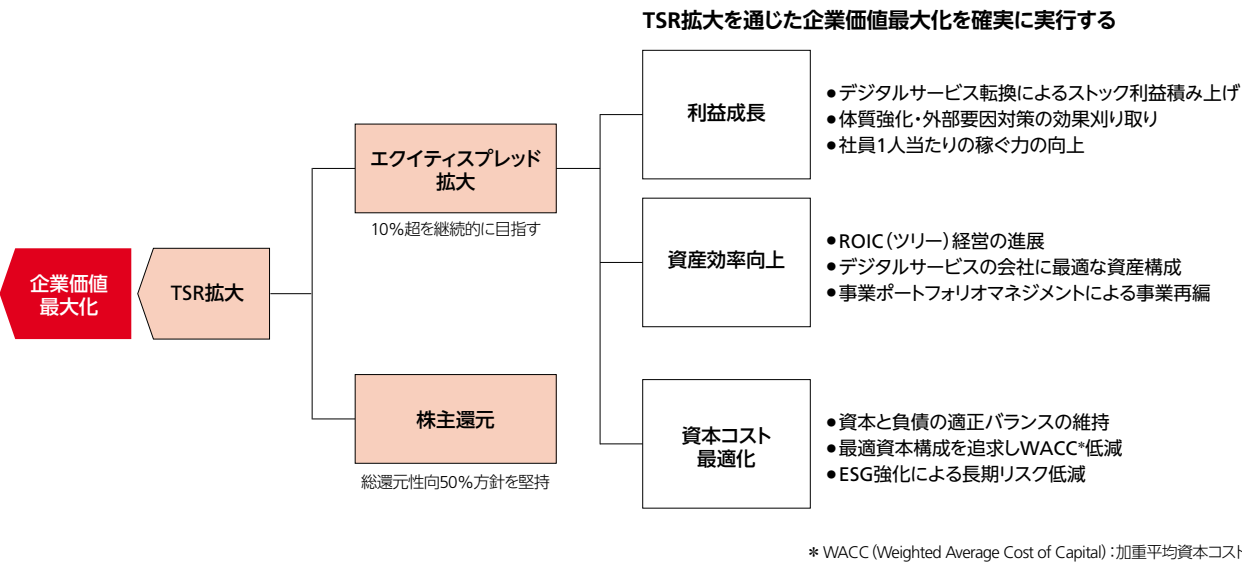 TSR拡大を通じた企業価値最大化を確実に実行する
企業価値
最大化
TSR拡大
エクイティスプレッド
拡大
10%超を継続的に目指す
株主還元
総還元性向50%方針を堅持
利益成長
●デジタルサービス転換によるストック利益積み上げ
●体質強化・外部要因対策の効果刈り取り
●社員1人当たりの稼ぐ力の向上
資産効率向上
●ROIC(ツリー)経営の進展
●デジタルサービスの会社に最適な資産構成
●事業ポートフォリオマネジメントによる事業再編
資本コスト
最適化
●資本と負債の適正バランスの維持
●最適資本構成を追求しWACC*低減
●ESG強化による長期リスク低減
* WACC(Weighted Average Cost of Capital):加重平均資本コスト